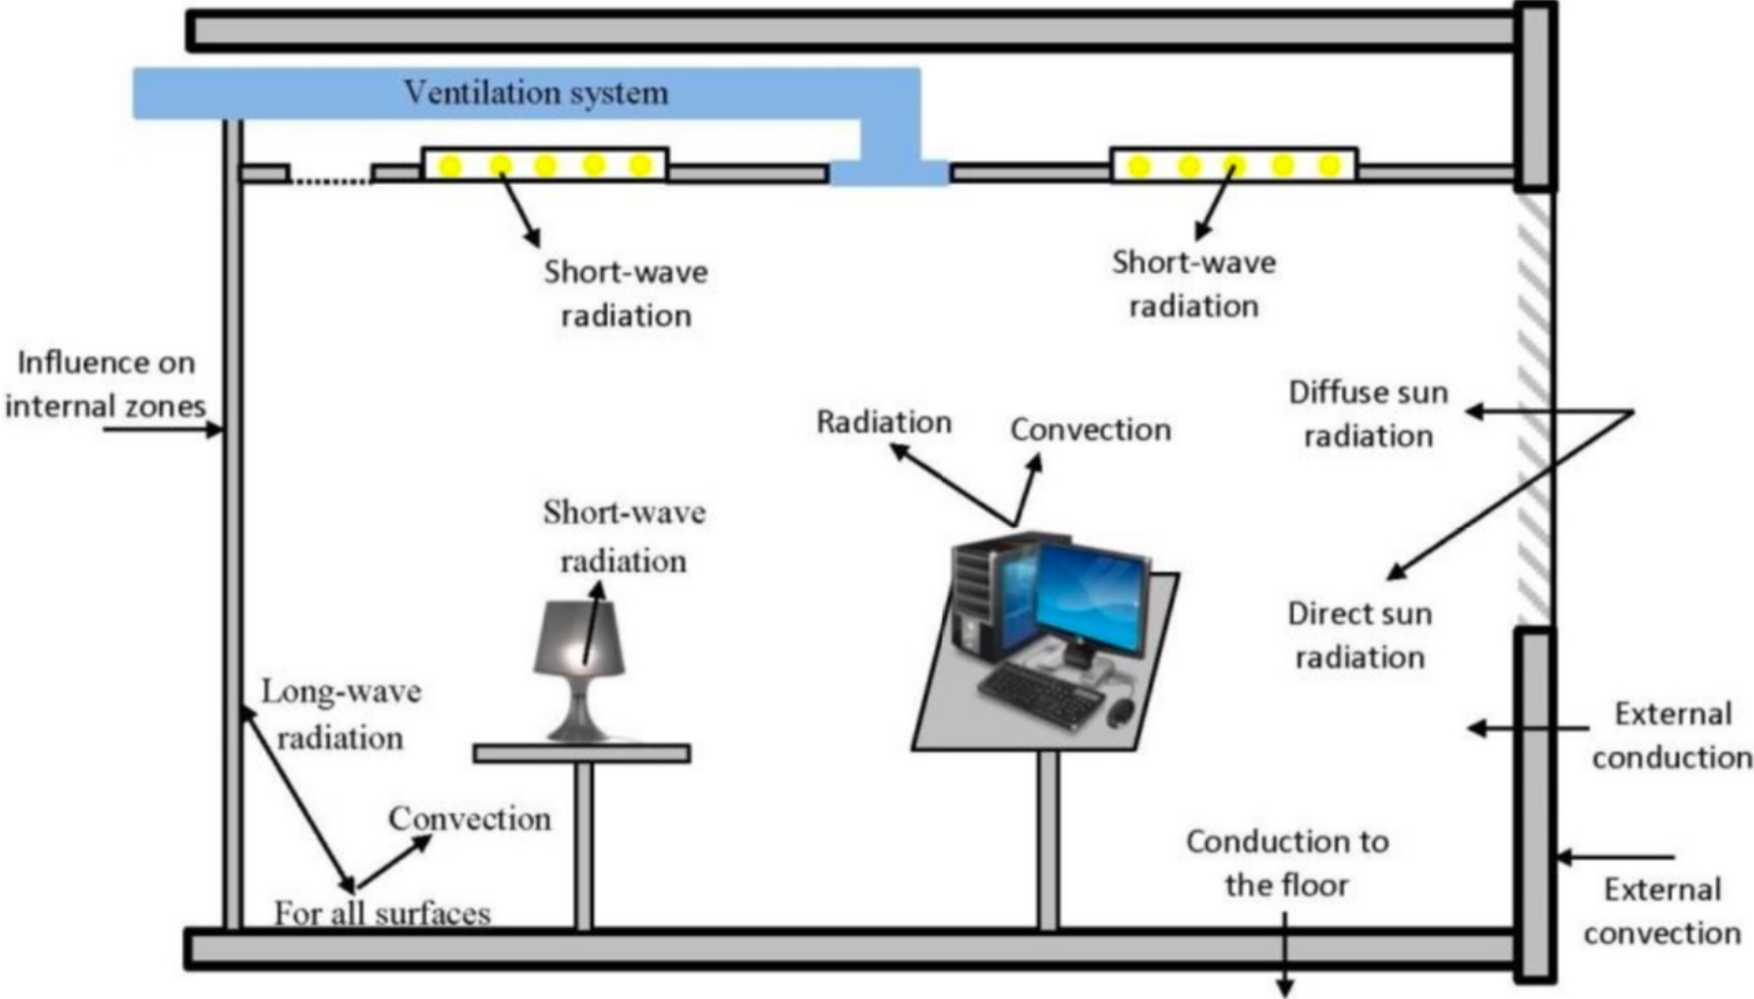 Ventilation system
Short-wave
radiation
Short-wave
radiation
Influence on
internal zones
Diffuse sun
radiation
Radiation
Convection
Short-wave
radiation
Direct sun
radiation
Long-wave
radiation
External
conduction
Convection
Conduction to
the floor
For all surfaces
External
convection